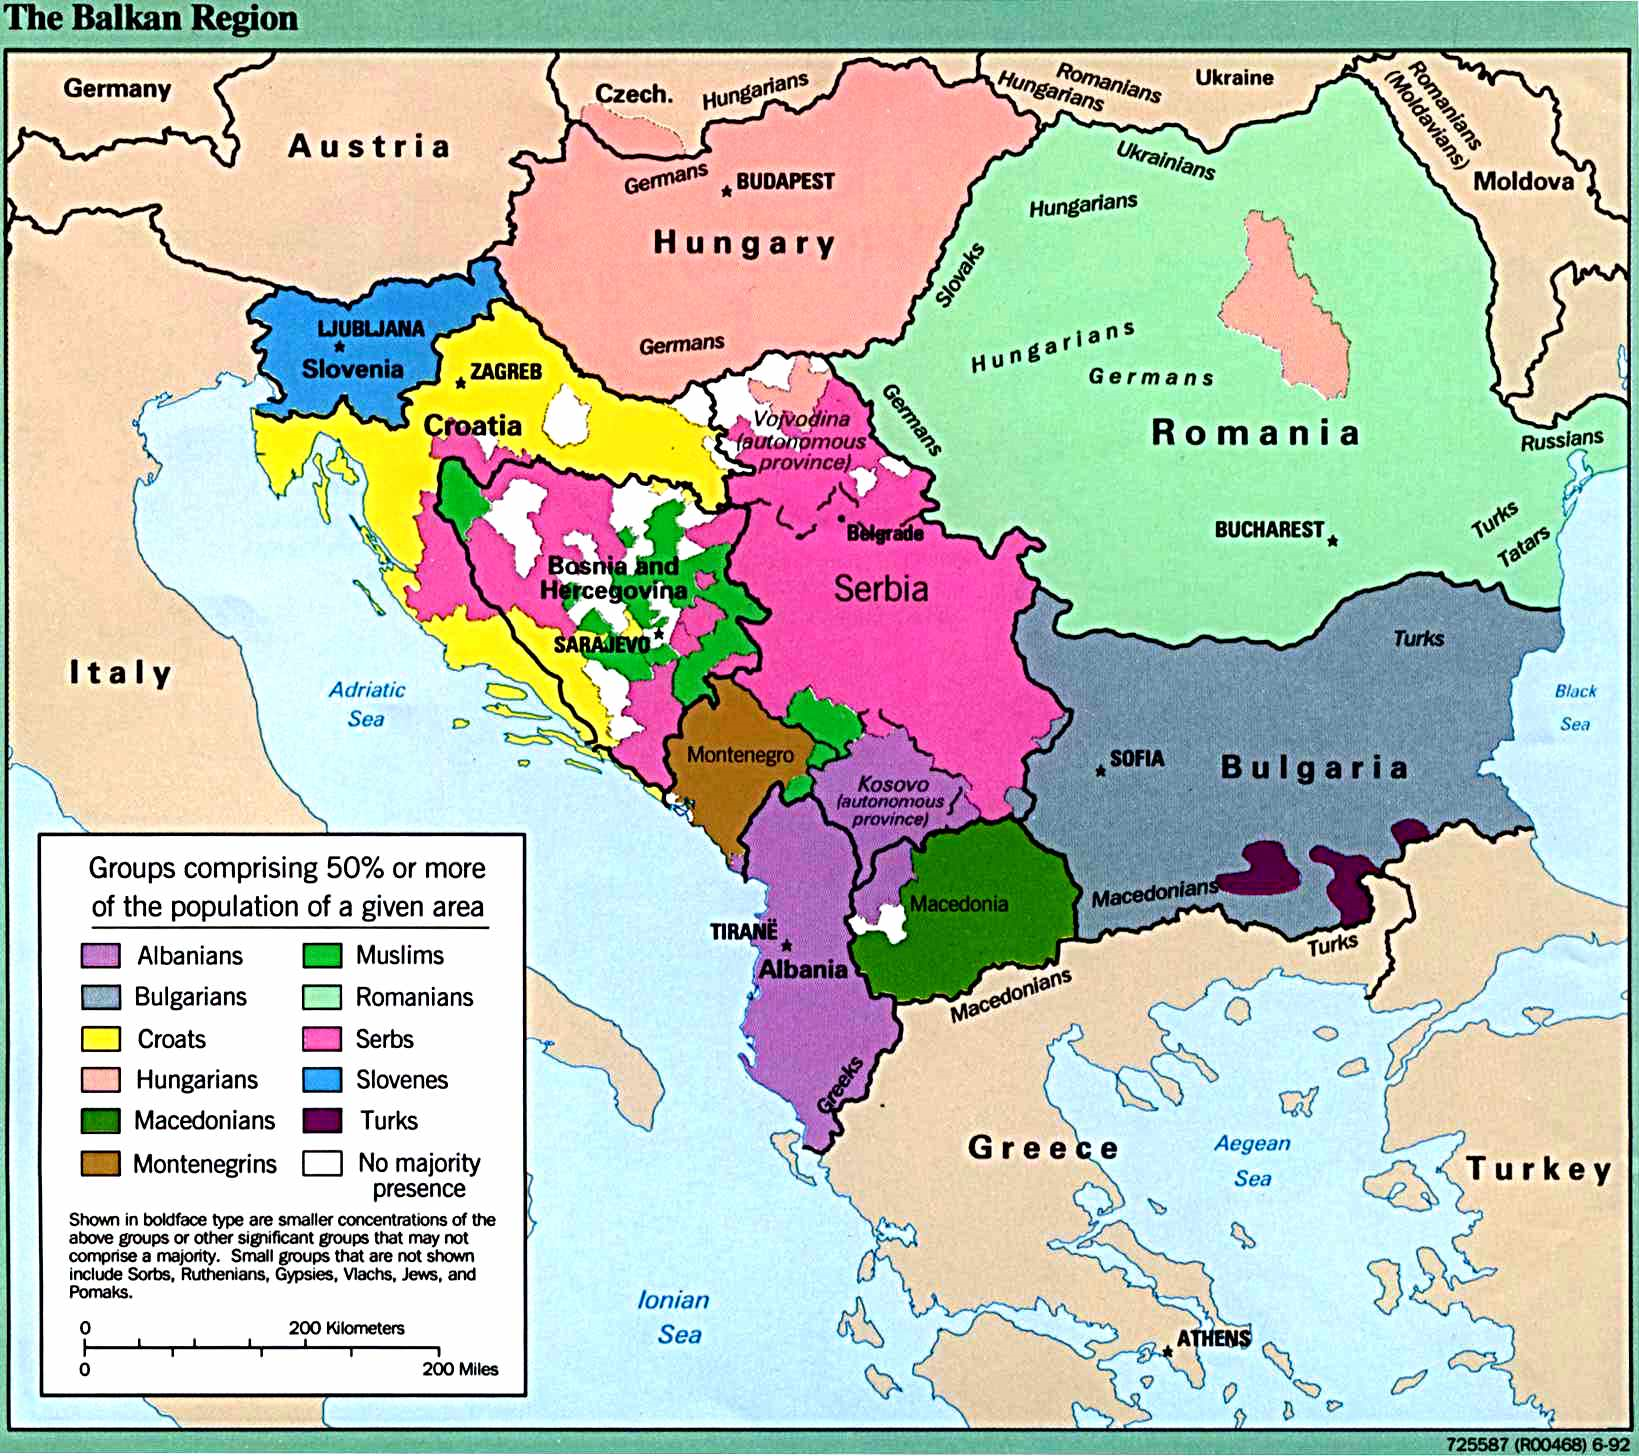 The Balkan Region
Germany
Austria
Czech.
Hungarians
Hungarians
Romanians
Ukraine
Romanians
(Moldavians)
Moldova
Germans
BUDAPEST
Hungary
Germans
Ukrainians
Hungarians
Slovaks
Hungarians
Germans
Germans
Romania
Russians
BUCHAREST
Turks
Tatars
LJUBLJANA
Slovenia
ZAGREB
Croatia
Vojvodina
(autonomous
province)
Belgrade
Serbia
Bosnia and
Hercegovina
SARAJEVO
Italy
Adriatic
Sea
Montenegro
Kosovo
(autonomous
province)
Turks
Black
Sea
SOFIA
Bulgaria
Macedonians
Macedonia
Turks
Macedonians
TIRANË
Albania
Greeks
Greece
Aegean
Sea
Turkey
Ionian
Sea
ATHENS
Groups comprising 50% or more
of the population of a given area
Albanians
Muslims
Bulgarians
Romanians
Croats
Serbs
Hungarians
Slovenes
Macedonians
Turks
Montenegrins
No majority
presence
Shown in boldface type are smaller concentrations of the
above groups or other significant groups that may not
comprise a majority. Small groups that are not shown
include Sorbs, Ruthenians, Gypsies, Vlachs, Jews, and
Pomaks.
0 200 Kilometers
0 200 Miles
725587 (R00468) 6-92